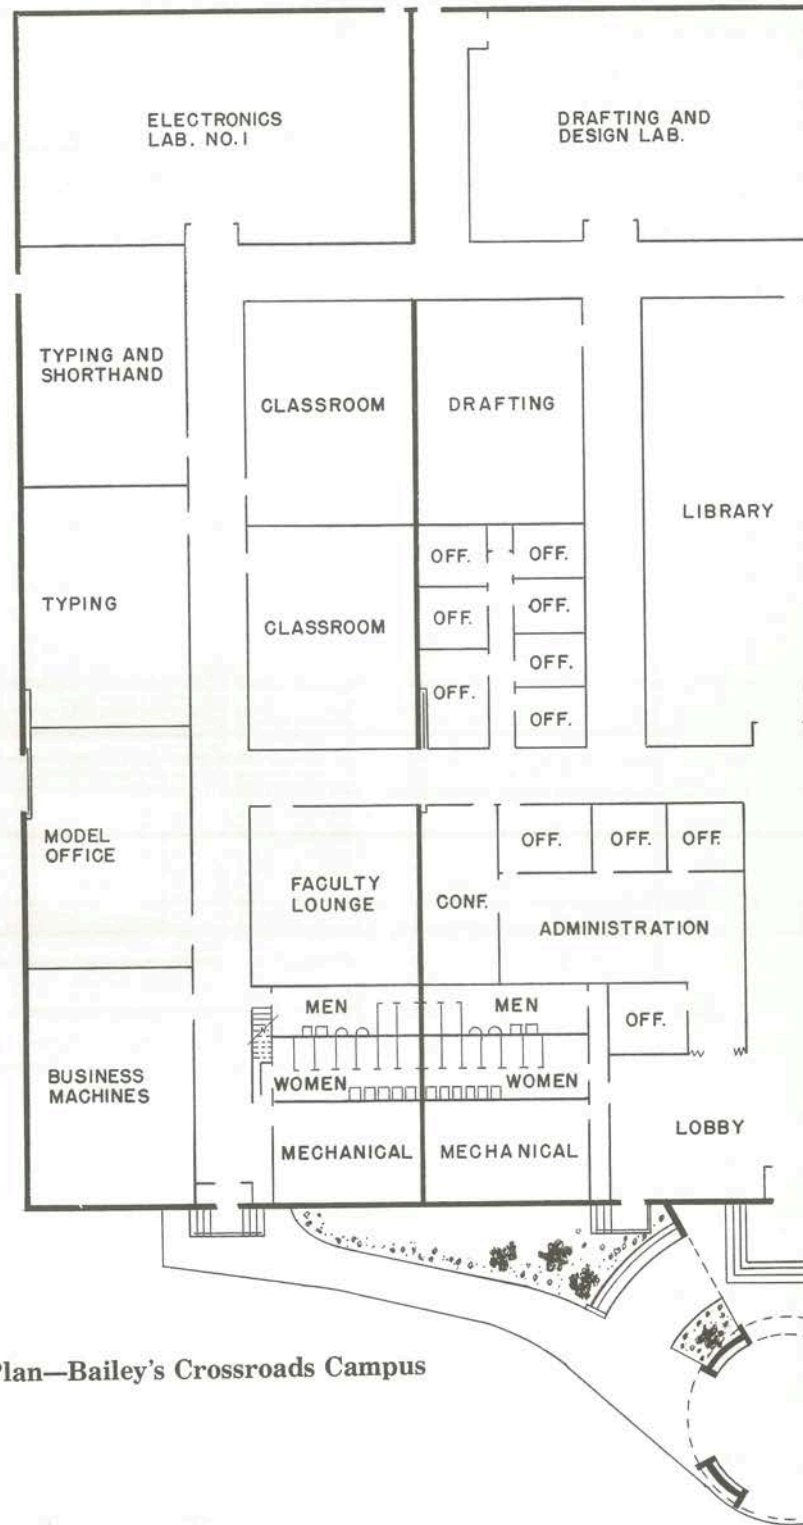 ELECTRONICS
LAB. NO. 1
DRAFTING AND
DESIGN LAB.
TYPING AND
SHORTHAND
CLASSROOM
DRAFTING
LIBRARY
TYPING
CLASSROOM
OFF.
OFF.
OFF.
OFF.
OFF.
OFF.
OFF.
MODEL
OFFICE
FACULTY
LOUNGE
CONF.
OFF.
OFF.
OFF.
ADMINISTRATION
MEN
MEN
OFF.
WOMEN
WOMEN
BUSINESS
MACHINES
MECHANICAL
MECHANICAL
LOBBY
Plan—Bailey's Crossroads Campus